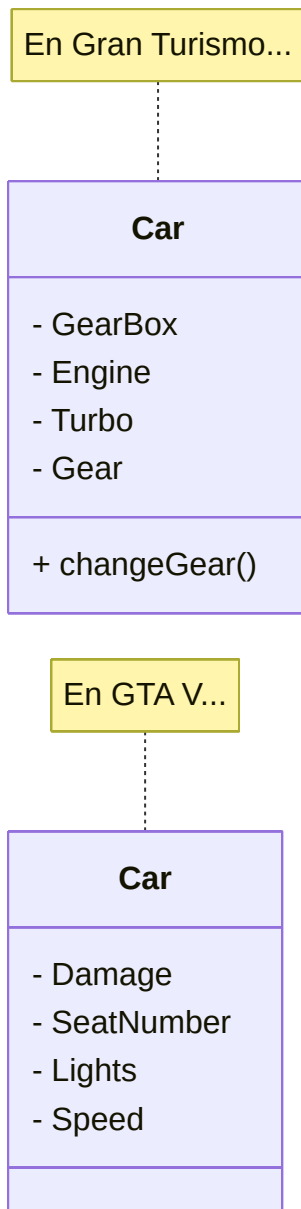 En Gran Turismo...
Car
- GearBox
- Engine
- Turbo
- Gear
+ changeGear()
En GTA V...
Car
- Damage
- SeatNumber
- Lights
- Speed